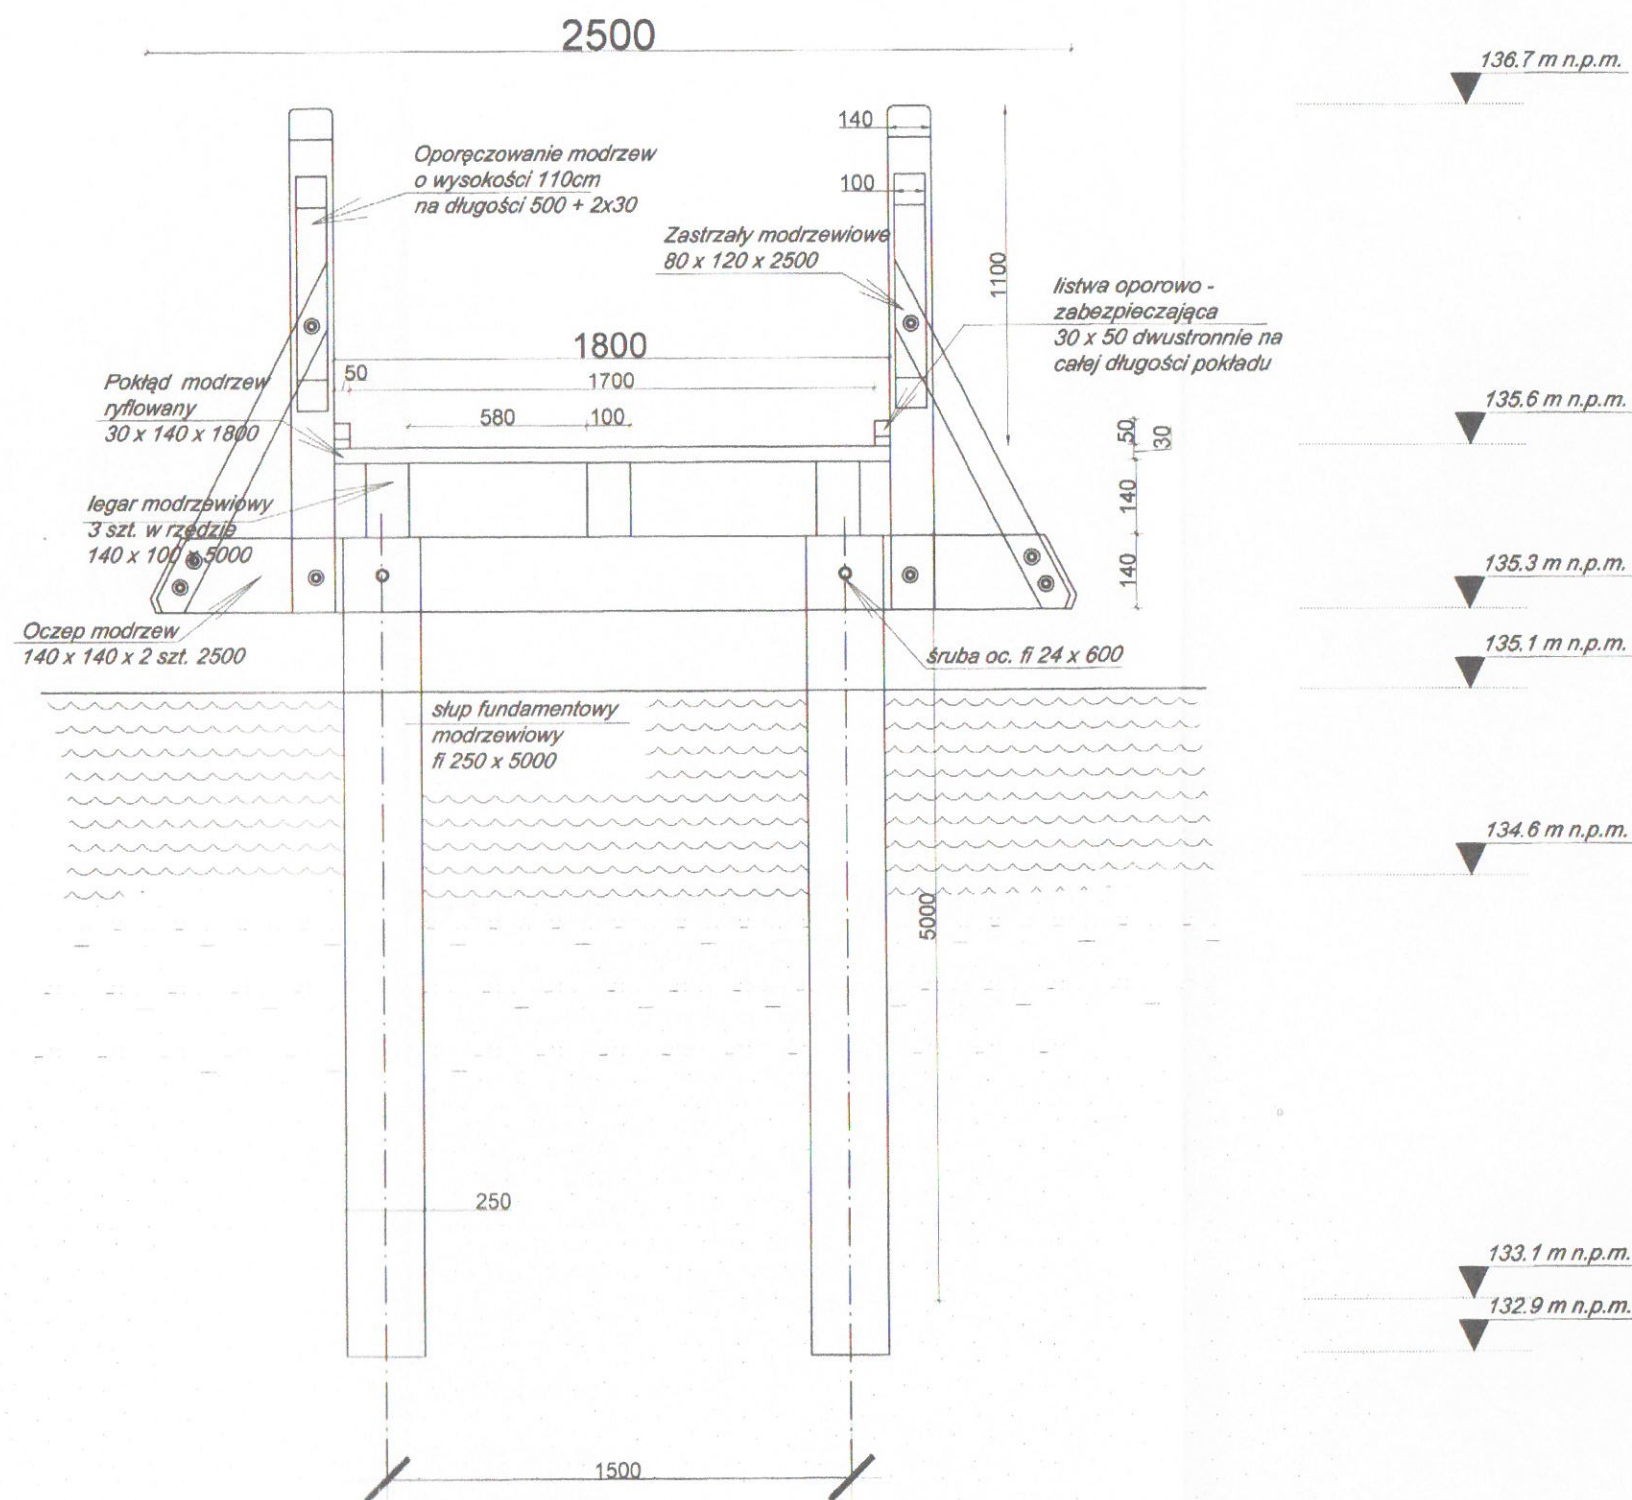 2500
136.7 m n.p.m.
140
Oporęczowanie modrzew
o wysokości 110cm
na długości 500 + 2x30
100
Zastrzały modrzewiowe
80 x 120 x 2500
1100
listwa oporowo -
zabezpieczająca
30 x 50 dwustronnie na
całej długości pokładu
1800
50
1700
Pokłąd modrzew
ryflowany
30 x 140 x 1800
580
100
135.6 m n.p.m.
50
30
140
legar modrzewiowy
3 szt. w rzędzie
140 x 100 x 5000
140
135.3 m n.p.m.
Oczep modrzew
140 x 140 x 2 szt. 2500
śruba oc. fi 24 x 600
135.1 m n.p.m.
słup fundamentowy
modrzewiowy
fi 250 x 5000
134.6 m n.p.m.
5000
250
133.1 m n.p.m.
132.9 m n.p.m.
1500